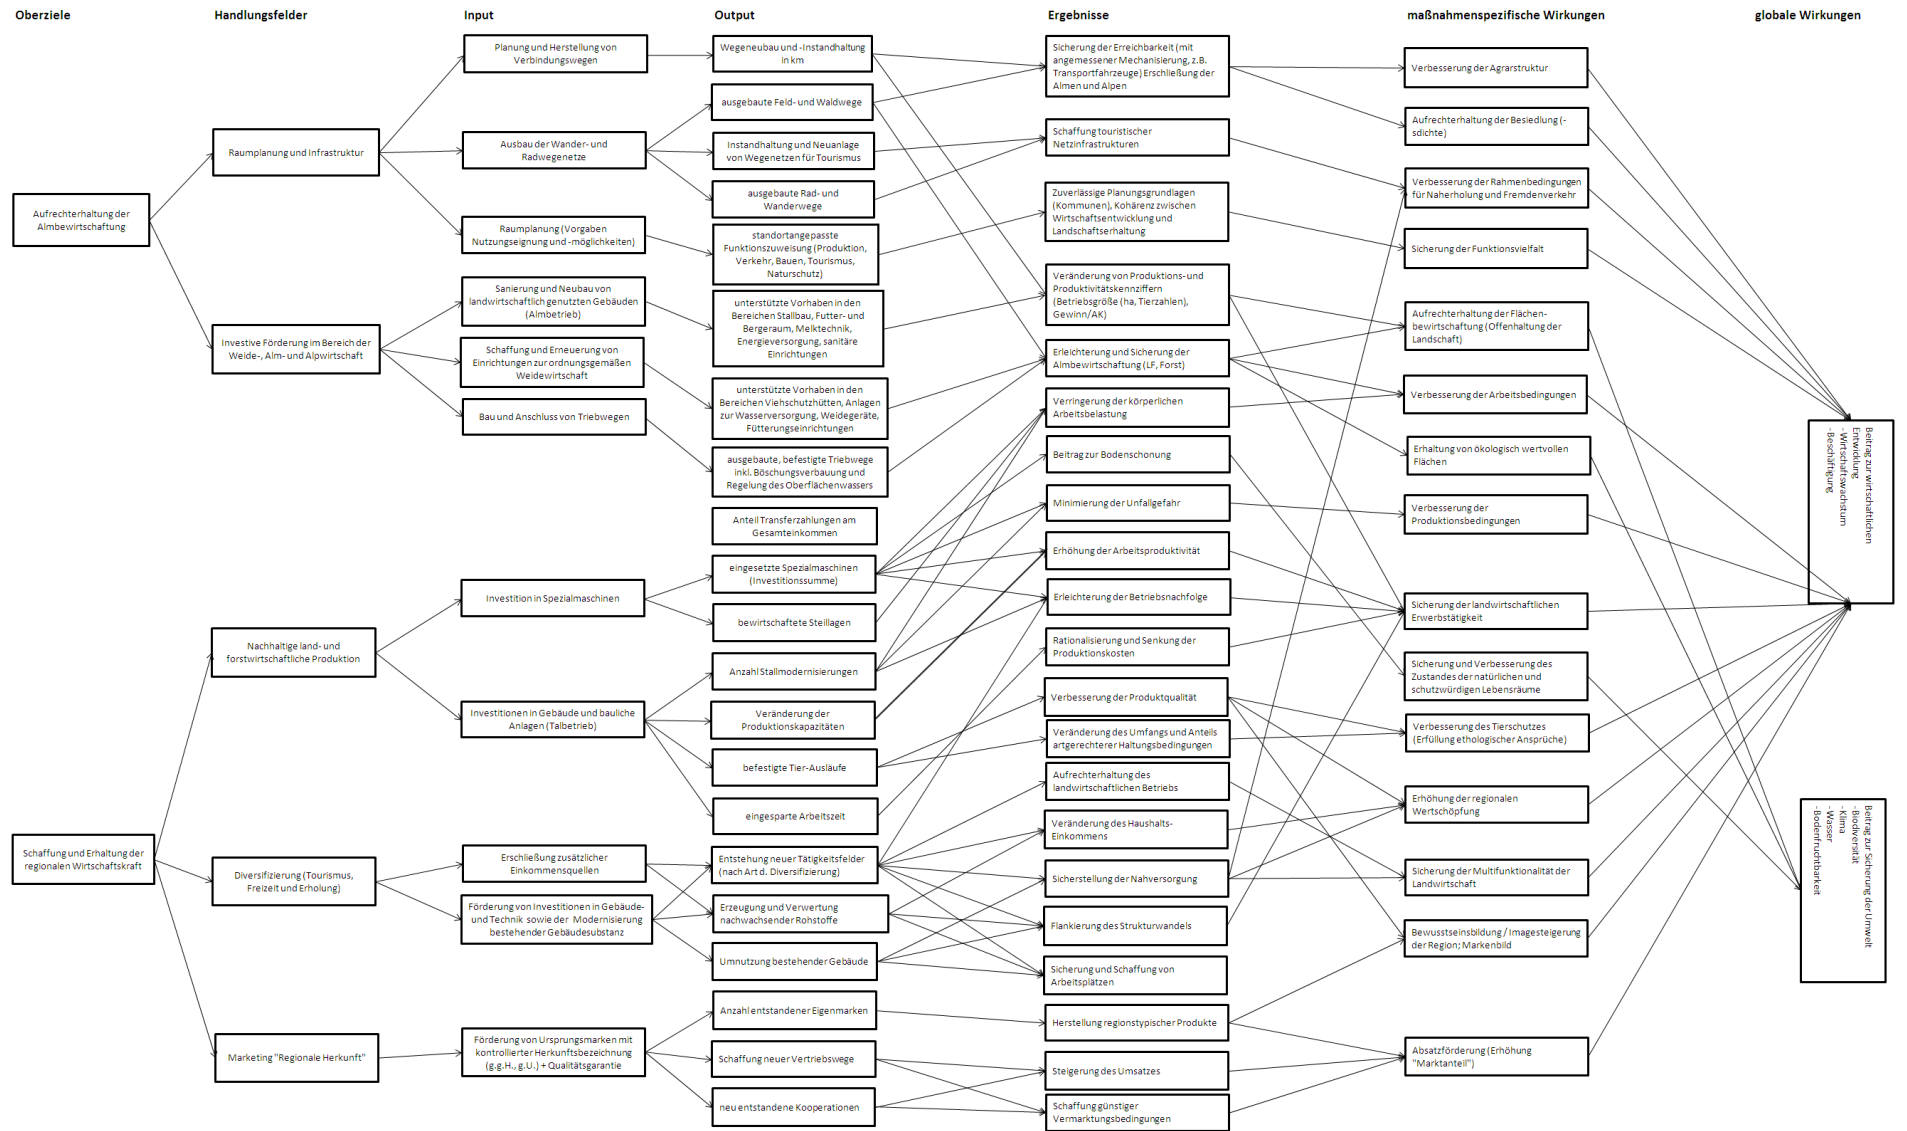 Oberziele
Handlungsfelder
Input
Output
Ergebnisse
maßnahmenspezifische Wirkungen
globale Wirkungen
Aufrechterhaltung der
Almbewirtschaftung
Schaffung und Erhaltung der
regionalen Wirtschaftskraft
Raumplanung und Infrastruktur
Investive Förderung im Bereich der
Weide-, Alm- und Alpwirtschaft
Nachhaltige land- und
forstwirtschaftliche Produktion
Diversifizierung (Tourismus,
Freizeit und Erholung)
Marketing "Regionale Herkunft"
Planung und Herstellung von
Verbindungswegen
Ausbau der Wander- und
Radwegenetze
Raumplanung (Vorgaben
Nutzungseignung und -möglichkeiten)
Sanierung und Neubau von
landwirtschaftlich genutzten Gebäuden
(Almbetrieb)
Schaffung und Erneuerung von
Einrichtungen zur ordnungsgemäßen
Weidewirtschaft
Bau und Anschluss von Triebwegen
Investition in Spezialmaschinen
Investitionen in Gebäude und bauliche
Anlagen (Talbetrieb)
Erschließung zusätzlicher
Einkommensquellen
Förderung von Investitionen in Gebäude-
und Technik sowie der Modernisierung
bestehender Gebäudesubstanz
Förderung von Ursprungsmarken mit
kontrollierter Herkunftsbezeichnung
(g.g.H., g.U.) + Qualitätsgarantie
Wegeneubau und -Instandhaltung
in km
ausgebaute Feld- und Waldwege
Instandhaltung und Neuanlage
von Wegenetzen für Tourismus
ausgebaute Rad- und
Wanderwege
standortangepasste
Funktionszuweisung (Produktion,
Verkehr, Bauen, Tourismus,
Naturschutz)
unterstützte Vorhaben in den
Bereichen Stallbau, Futter- und
Bergeraum, Melktechnik,
Energieversorgung, sanitäre
Einrichtungen
unterstützte Vorhaben in den
Bereichen Viehschutzhütten, Anlagen
zur Wasserversorgung, Weidegeräte,
Fütterungseinrichtungen
ausgebaute, befestigte Triebwege
inkl. Böschungsverbauung und
Regelung des Oberflächenwassers
Anteil Transferzahlungen am
Gesamteinkommen
eingesetzte Spezialmaschinen
(Investitionssumme)
bewirtschaftete Steillagen
Anzahl Stallmodernisierungen
Veränderung der
Produktionskapazitäten
befestigte Tier-Ausläufe
eingesparte Arbeitszeit
Entstehung neuer Tätigkeitsfelder
(nach Art d. Diversifizierung)
Erzeugung und Verwertung
nachwachsender Rohstoffe
Umnutzung bestehender Gebäude
Anzahl entstandener Eigenmarken
Schaffung neuer Vertriebswege
neu entstandene Kooperationen
Sicherung der Erreichbarkeit (mit
angemessener Mechanisierung, z.B.
Transportfahrzeuge) Erschließung der
Almen und Alpen
Schaffung touristischer
Netzinfrastrukturen
Zuverlässige Planungsgrundlagen
(Kommunen), Kohärenz zwischen
Wirtschaftsentwicklung und
Landschaftserhaltung
Veränderung von Produktions- und
Produktivitätskennziffern
(Betriebsgröße (ha, Tierzahlen),
Gewinn/AK)
Erleichterung und Sicherung der
Almbewirtschaftung (LF, Forst)
Verringerung der körperlichen
Arbeitsbelastung
Beitrag zur Bodenschonung
Minimierung der Unfallgefahr
Erhöhung der Arbeitsproduktivität
Erleichterung der Betriebsnachfolge
Rationalisierung und Senkung der
Produktionskosten
Verbesserung der Produktqualität
Veränderung des Umfangs und Anteils
artgerechterer Haltungsbedingungen
Aufrechterhaltung des
landwirtschaftlichen Betriebs
Veränderung des Haushalts-
Einkommens
Sicherstellung der Nahversorgung
Flankierung des Strukturwandels
Sicherung und Schaffung von
Arbeitsplätzen
Herstellung regionstypischer Produkte
Steigerung des Umsatzes
Schaffung günstiger
Vermarktungsbedingungen
Verbesserung der Agrarstruktur
Aufrechterhaltung der Besiedlung (-
sdichte)
Verbesserung der Rahmenbedingungen
für Naherholung und Fremdenverkehr
Sicherung der Funktionsvielfalt
Aufrechterhaltung der Flächen-
bewirtschaftung (Offenhaltung der
Landschaft)
Verbesserung der Arbeitsbedingungen
Erhaltung von ökologisch wertvollen
Flächen
Verbesserung der
Produktionsbedingungen
Sicherung der landwirtschaftlichen
Erwerbstätigkeit
Sicherung und Verbesserung des
Zustandes der natürlichen und
schutzwürdigen Lebensräume
Verbesserung des Tierschutzes
(Erfüllung ethologischer Ansprüche)
Erhöhung der regionalen
Wertschöpfung
Sicherung der Multifunktionalität der
Landwirtschaft
Bewusstseinsbildung / Imagesteigerung
der Region; Markenbild
Absatzförderung (Erhöhung
"Marktanteil")
Beitrag zur wirtschaftlichen
Entwicklung
- Wirtschaftswachstum
- Beschäftigung
Beitrag zur Sicherung der Umwelt
- Biodiversität
- Klima
- Wasser
- Bodenfruchtbarkeit